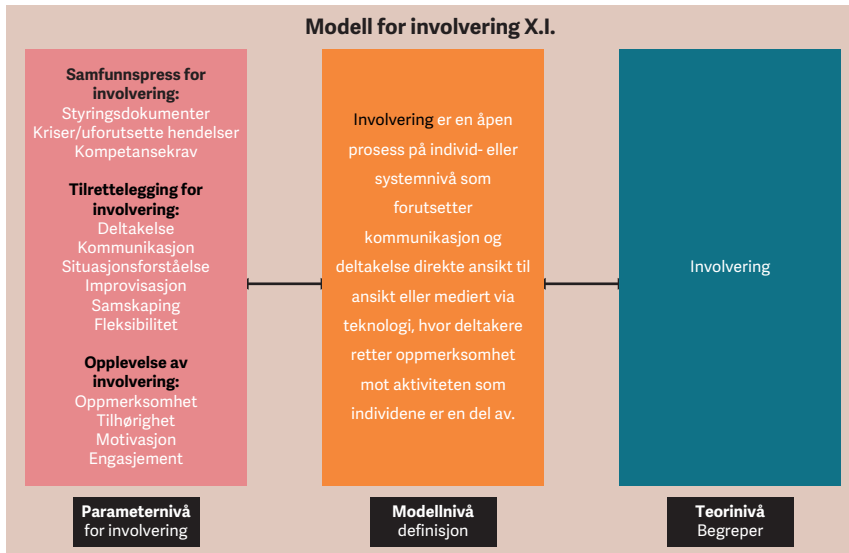 Modell for involvering X.I.
Samfunnspress for
involvering:
Styringsdokumenter
Kriser/uforutsette hendelser
Kompetansekrav
Tilrettelegging for
involvering:
Deltakelse
Kommunikasjon
Situasjonsforståelse
Improvisasjon
Samskaping
Fleksibilitet
Opplevelse av
involvering:
Oppmerksomhet
Tilhørighet
Motivasjon
Engasjement
Involvering er en åpen
prosess på individ- eller
systemnivå som
forutsetter
kommunikasjon og
deltakelse direkte ansikt til
ansikt eller mediert via
teknologi, hvor deltakere
retter oppmerksomhet
mot aktiviteten som
individene er en del av.
Involvering
Parameternivå
for involvering
Modellnivå
definisjon
Teorinivå
Begreper